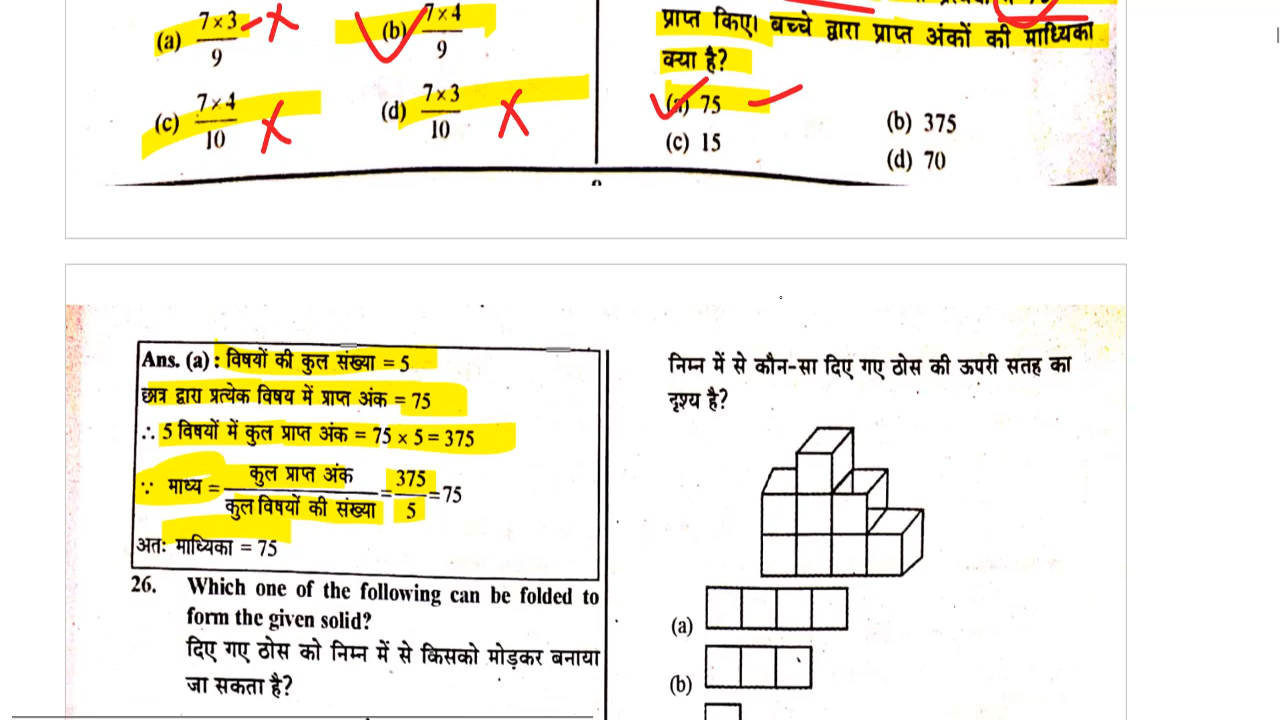 (a) 7×3/9
(b) 7×4/9
(c) 7×4/10
(d) 7×3/10
प्राप्त किए। बच्चे द्वारा प्राप्त अंकों की माध्यिका
क्या है?
75
(b) 375
(c) 15
(d) 70
Ans. (a) : विषयों की कुल संख्या = 5
छात्र द्वारा प्रत्येक विषय में प्राप्त अंक = 75
∴ 5 विषयों में कुल प्राप्त अंक = 75 × 5 = 375
∵ माध्य = कुल प्राप्त अंक/कुल विषयों की संख्या = 375/5 = 75
अतः माध्यिका = 75
26. Which one of the following can be folded to
form the given solid?
दिए गए ठोस को निम्न में से किसको मोड़कर बनाया
जा सकता है?
निम्न में से कौन-सा दिए गए ठोस की ऊपरी सतह का
दृश्य है?
(a)
(b)